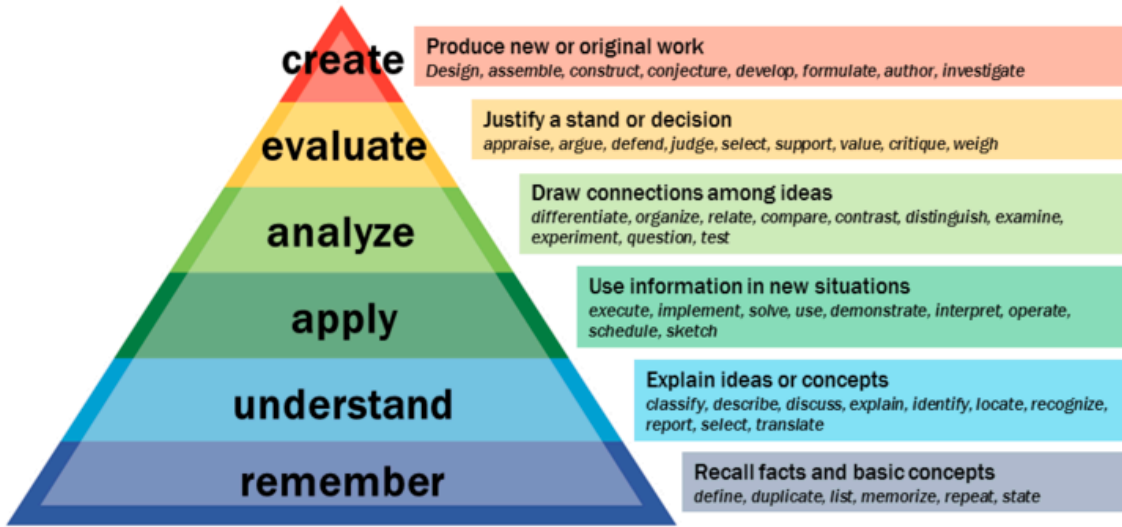 create
Produce new or original work
Design, assemble, construct, conjecture, develop, formulate, author, investigate
evaluate
Justify a stand or decision
appraise, argue, defend, judge, select, support, value, critique, weigh
analyze
Draw connections among ideas
differentiate, organize, relate, compare, contrast, distinguish, examine,
experiment, question, test
apply
Use information in new situations
execute, implement, solve, use, demonstrate, interpret, operate,
schedule, sketch
understand
Explain ideas or concepts
classify, describe, discuss, explain, identify, locate, recognize,
report, select, translate
remember
Recall facts and basic concepts
define, duplicate, list, memorize, repeat, state